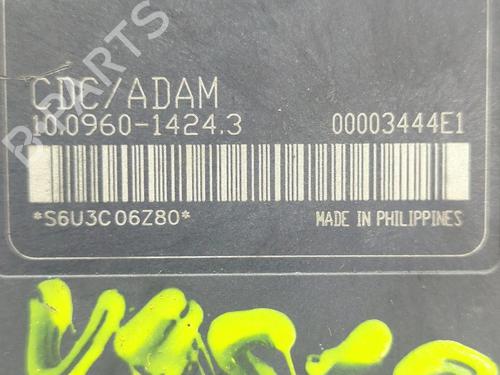 CDC/ADAM
10.0960-1424.3 00003444E1
*S6U3C06Z80* MADE IN PHILIPPINES